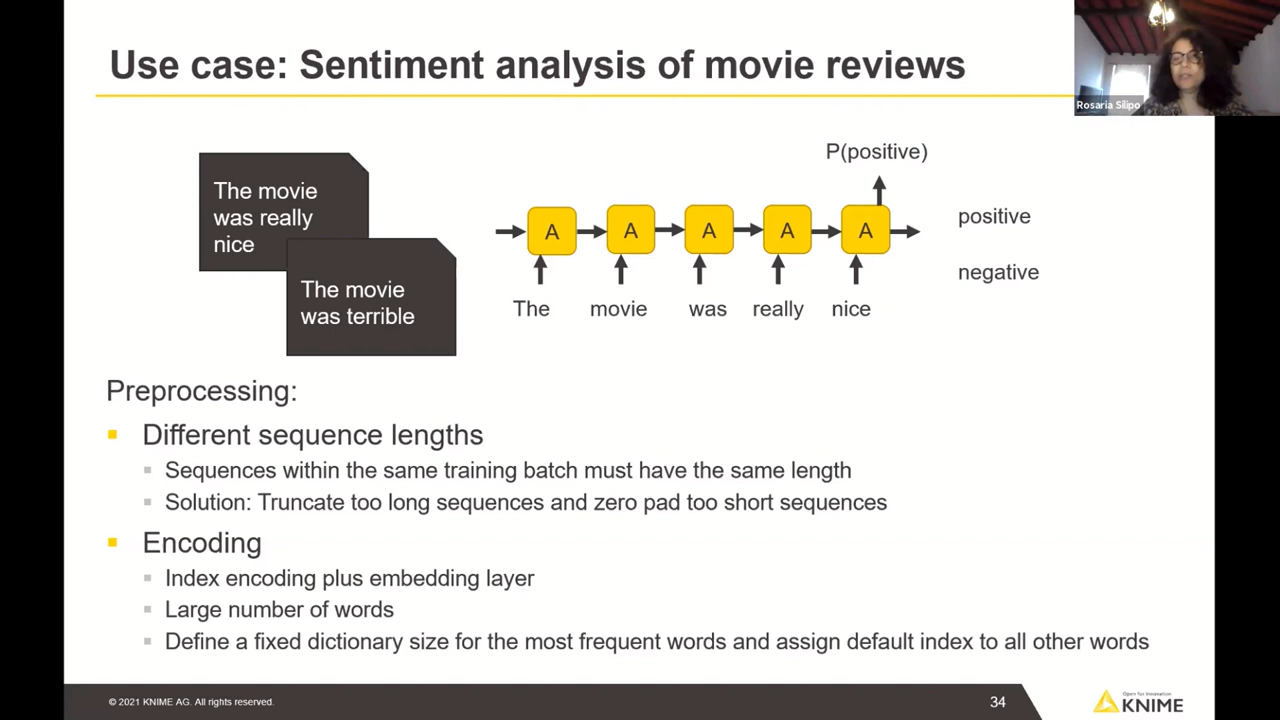 Use case: Sentiment analysis of movie reviews
Rosaria Silipo
The movie
was really
nice
The movie
was terrible
P(positive)
A A A A A
The movie was really nice
positive
negative
Preprocessing:
Different sequence lengths
Sequences within the same training batch must have the same length
Solution: Truncate too long sequences and zero pad too short sequences
Encoding
Index encoding plus embedding layer
Large number of words
Define a fixed dictionary size for the most frequent words and assign default index to all other words
© 2021 KNIME AG. All rights reserved.
34
Open for Innovation
KNIME